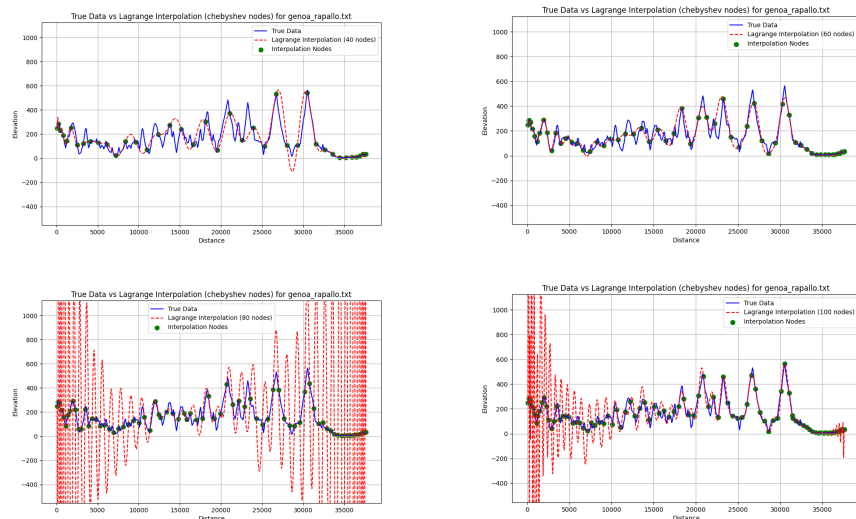 True Data vs Lagrange Interpolation (chebyshev nodes) for genoa_rapallo.txt
True Data
Lagrange Interpolation (40 nodes)
Interpolation Nodes
Elevation
1000
800
600
400
200
0
−200
−400
0 5000 10000 15000 20000 25000 30000 35000
Distance
True Data vs Lagrange Interpolation (chebyshev nodes) for genoa_rapallo.txt
True Data
Lagrange Interpolation (60 nodes)
Interpolation Nodes
Elevation
1000
800
600
400
200
0
−200
−400
0 5000 10000 15000 20000 25000 30000 35000
Distance
True Data vs Lagrange Interpolation (chebyshev nodes) for genoa_rapallo.txt
True Data
Lagrange Interpolation (80 nodes)
Interpolation Nodes
Elevation
1000
800
600
400
200
0
−200
−400
0 5000 10000 15000 20000 25000 30000 35000
Distance
True Data vs Lagrange Interpolation (chebyshev nodes) for genoa_rapallo.txt
True Data
Lagrange Interpolation (100 nodes)
Interpolation Nodes
Elevation
1000
800
600
400
200
0
−200
−400
0 5000 10000 15000 20000 25000 30000 35000
Distance